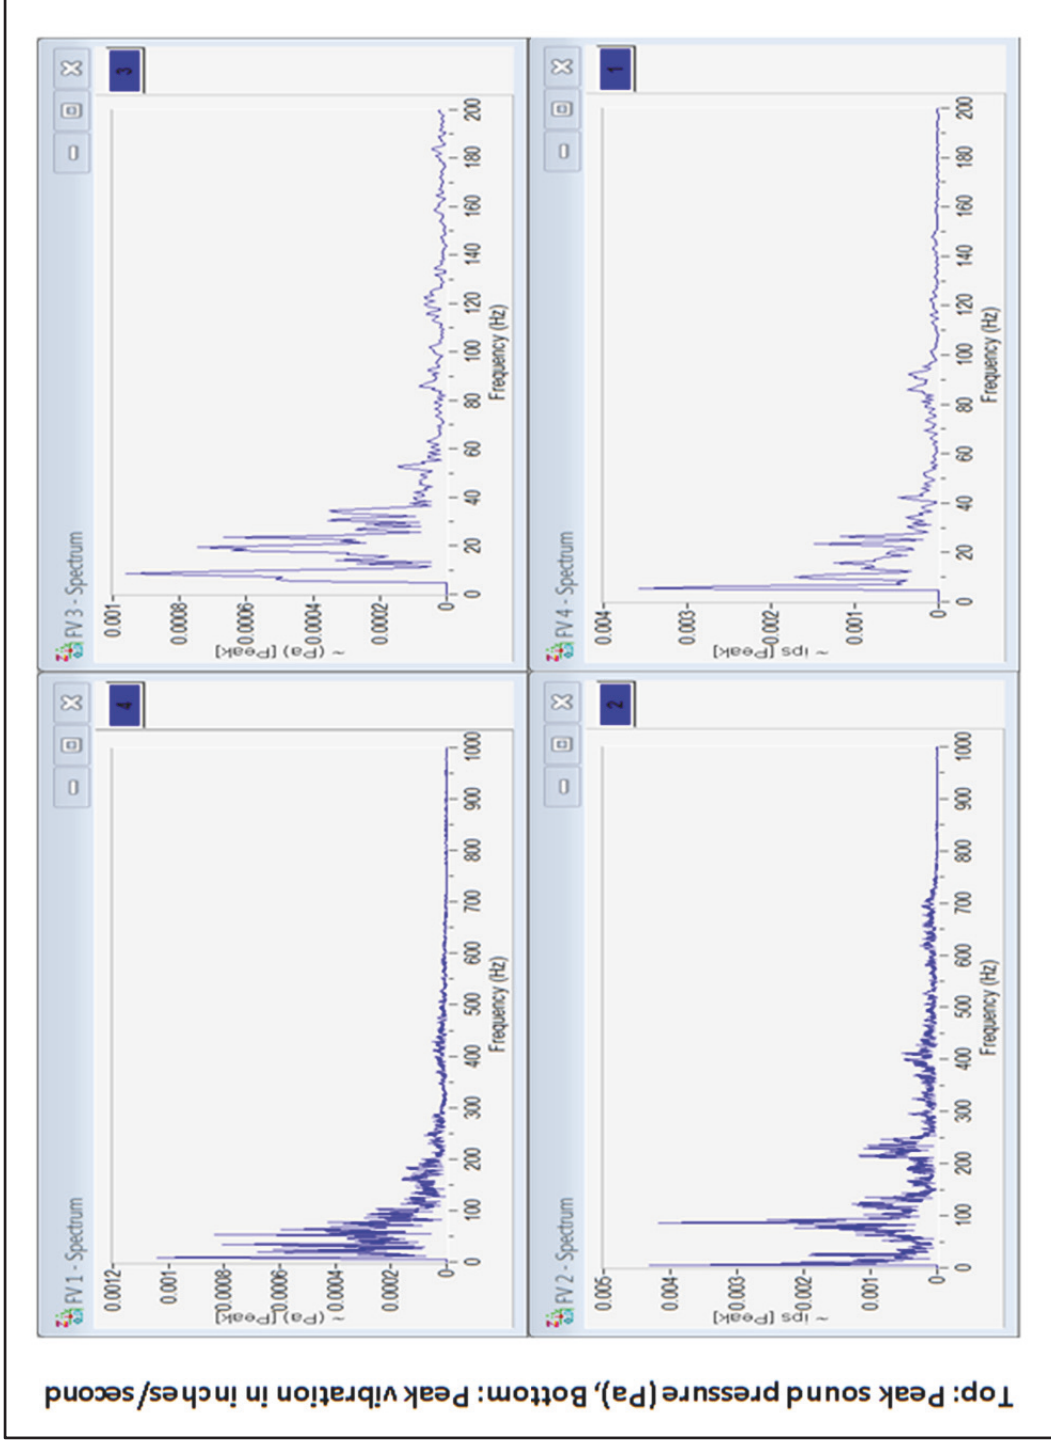 FV 1 - Spectrum
4
~ (Pa) [Peak]
0.0012
0.001
0.0008
0.0006
0.0004
0.0002
0
0 100 200 300 400 500 600 700 800 900 1000
Frequency (Hz)
FV 3 - Spectrum
3
~ (Pa) [Peak]
0.001
0.0008
0.0006
0.0004
0.0002
0
0 20 40 60 80 100 120 140 160 180 200
Frequency (Hz)
FV 2 - Spectrum
2
~ ips [Peak]
0.005
0.004
0.003
0.002
0.001
0
0 100 200 300 400 500 600 700 800 900 1000
Frequency (Hz)
FV 4 - Spectrum
1
~ ips [Peak]
0.004
0.003
0.002
0.001
0
0 20 40 60 80 100 120 140 160 180 200
Frequency (Hz)
Top: Peak sound pressure (Pa), Bottom: Peak vibration in inches/second